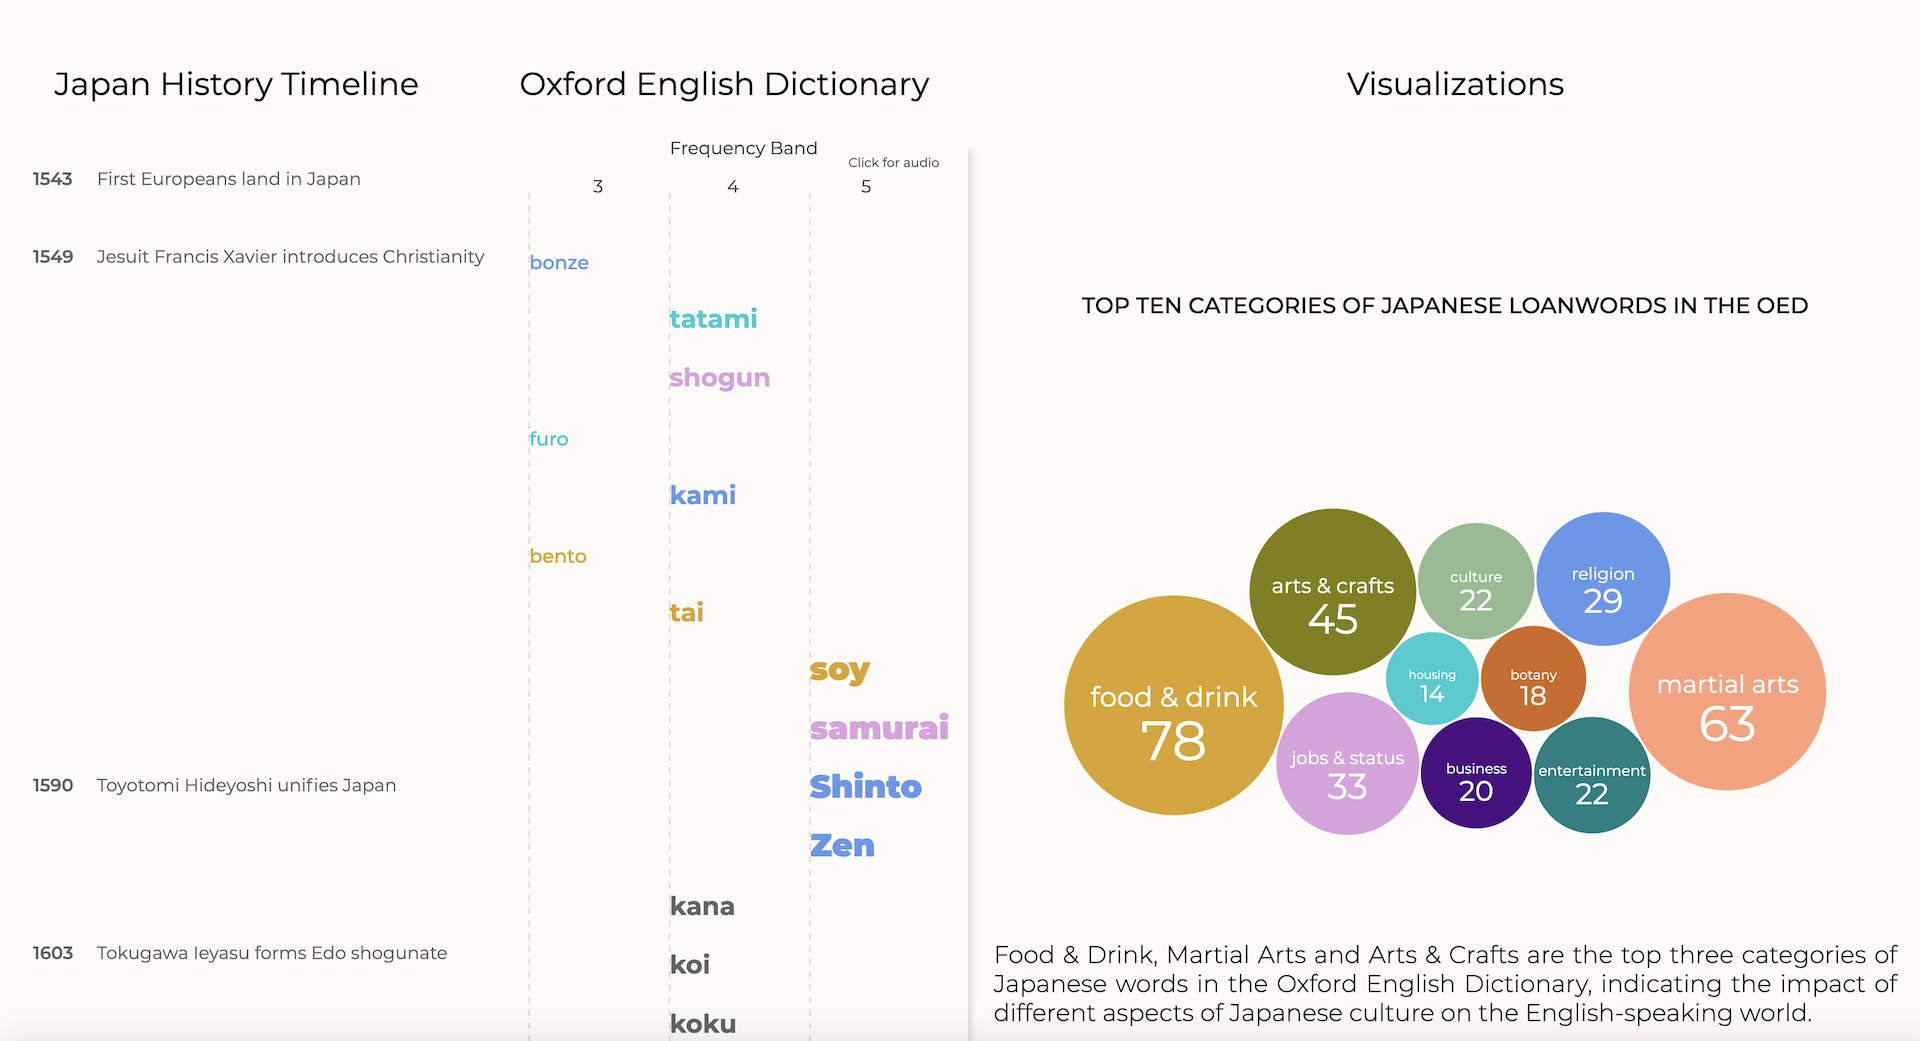 Japan History Timeline
Oxford English Dictionary
Visualizations
Frequency Band
Click for audio
3
4
5
1543 First Europeans land in Japan
1549 Jesuit Francis Xavier introduces Christianity
bonze
tatami
shogun
furo
kami
bento
tai
soy
samurai
1590 Toyotomi Hideyoshi unifies Japan
Shinto
Zen
kana
1603 Tokugawa Ieyasu forms Edo shogunate
koi
koku
TOP TEN CATEGORIES OF JAPANESE LOANWORDS IN THE OED
arts & crafts
45
culture
22
religion
29
food & drink
78
housing
14
botany
18
martial arts
63
jobs & status
33
business
20
entertainment
22
Food & Drink, Martial Arts and Arts & Crafts are the top three categories of
Japanese words in the Oxford English Dictionary, indicating the impact of
different aspects of Japanese culture on the English-speaking world.